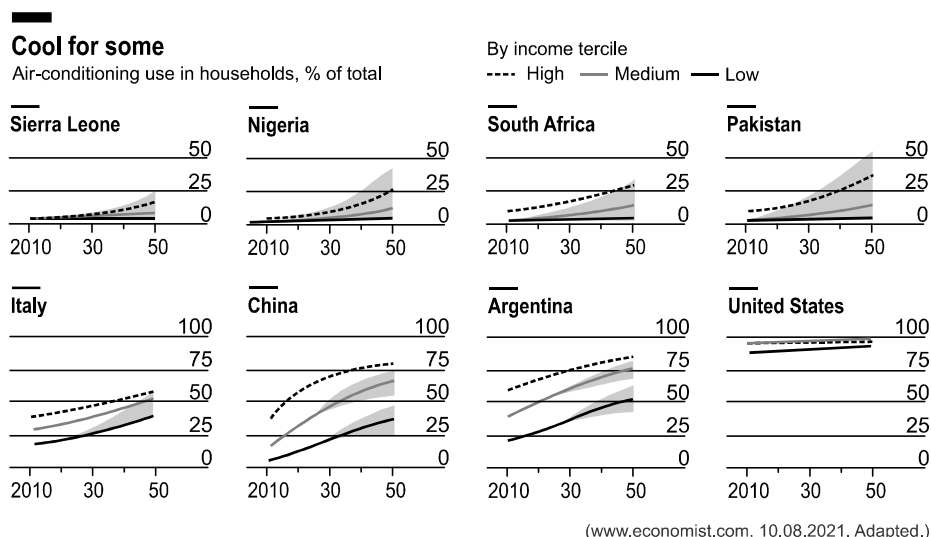 Cool for some
Air-conditioning use in households, % of total
By income tercile
High Medium Low
Sierra Leone
50
25
0
2010 30 50
Nigeria
50
25
0
2010 30 50
South Africa
50
25
0
2010 30 50
Pakistan
50
25
0
2010 30 50
Italy
100
75
50
25
0
2010 30 50
China
100
75
50
25
0
2010 30 50
Argentina
100
75
50
25
0
2010 30 50
United States
100
75
50
25
0
2010 30 50
(www.economist.com, 10.08.2021. Adapted.)